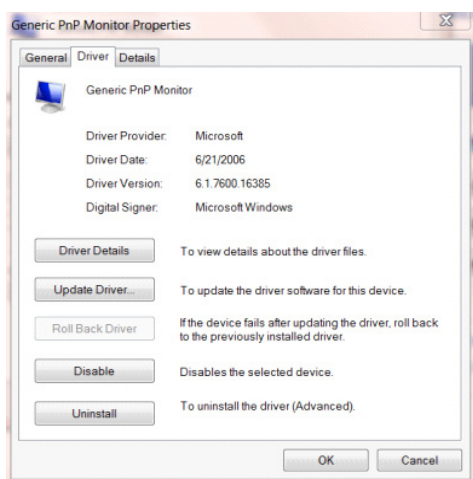 Generic PnP Monitor Properties
General Driver Details
Generic PnP Monitor
Driver Provider: Microsoft
Driver Date: 6/21/2006
Driver Version: 6.1.7600.16385
Digital Signer: Microsoft Windows
Driver Details To view details about the driver files.
Update Driver... To update the driver software for this device.
Roll Back Driver If the device fails after updating the driver, roll back
to the previously installed driver.
Disable Disables the selected device.
Uninstall To uninstall the driver (Advanced).
OK Cancel